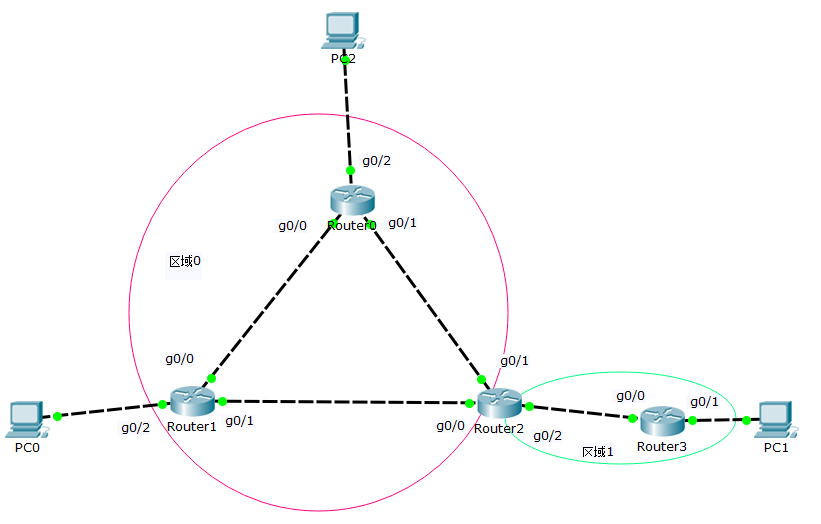 PC2
g0/2
g0/0
Router0
g0/1
区域0
g0/0
g0/1
PC0
g0/2
Router1
g0/1
g0/0
Router2
g0/2
g0/0
区域1
Router3
g0/1
PC1